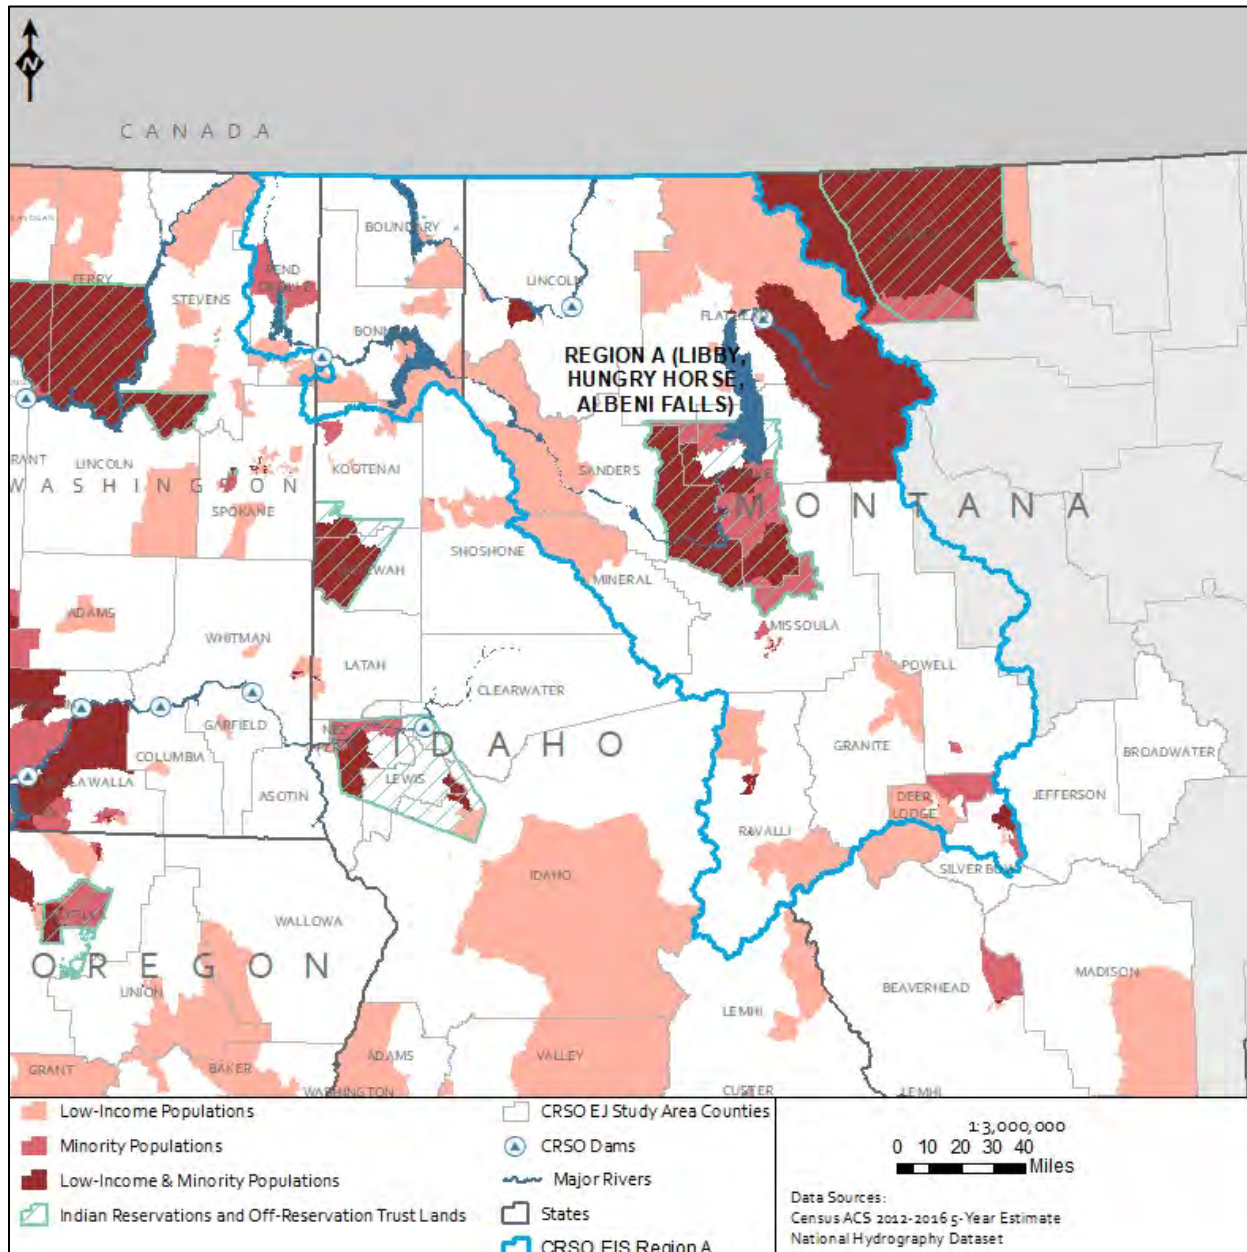 N
CANADA
BOUNDARY
PEND
FERRY
STEVENS
LINCOLN
FLATHEAD
REGION A (LIBBY,
HUNGRY HORSE,
ALBENI FALLS)
LINCOLN
KOOTENAI
SANDERS
WASHINGTON
SPOKANE
MONTANA
SHOSHONE
MINERAL
ADAMS
WHITMAN
MISSOULA
LATAH
POWELL
CLEARWATER
GARFIELD
IDAHO
GRANITE
COLUMBIA
BROADWATER
LEWIS
ASOTIN
DEER
LODGE
JEFFERSON
RAVALLI
SILVER BOW
IDAHO
WALLOWA
OREGON
UNION
BEAVERHEAD
MADISON
LEMHI
ADAMS
VALLEY
GRANT
BAKER
WASHINGTON
CUSTER
LEMHI
Low-Income Populations
Minority Populations
Low-Income & Minority Populations
Indian Reservations and Off-Reservation Trust Lands
CRSO EJ Study Area Counties
CRSO Dams
Major Rivers
States
CRSO EIS Region A
1:3,000,000
0 10 20 30 40
Miles
Data Sources:
Census ACS 2012-2016 5-Year Estimate
National Hydrography Dataset